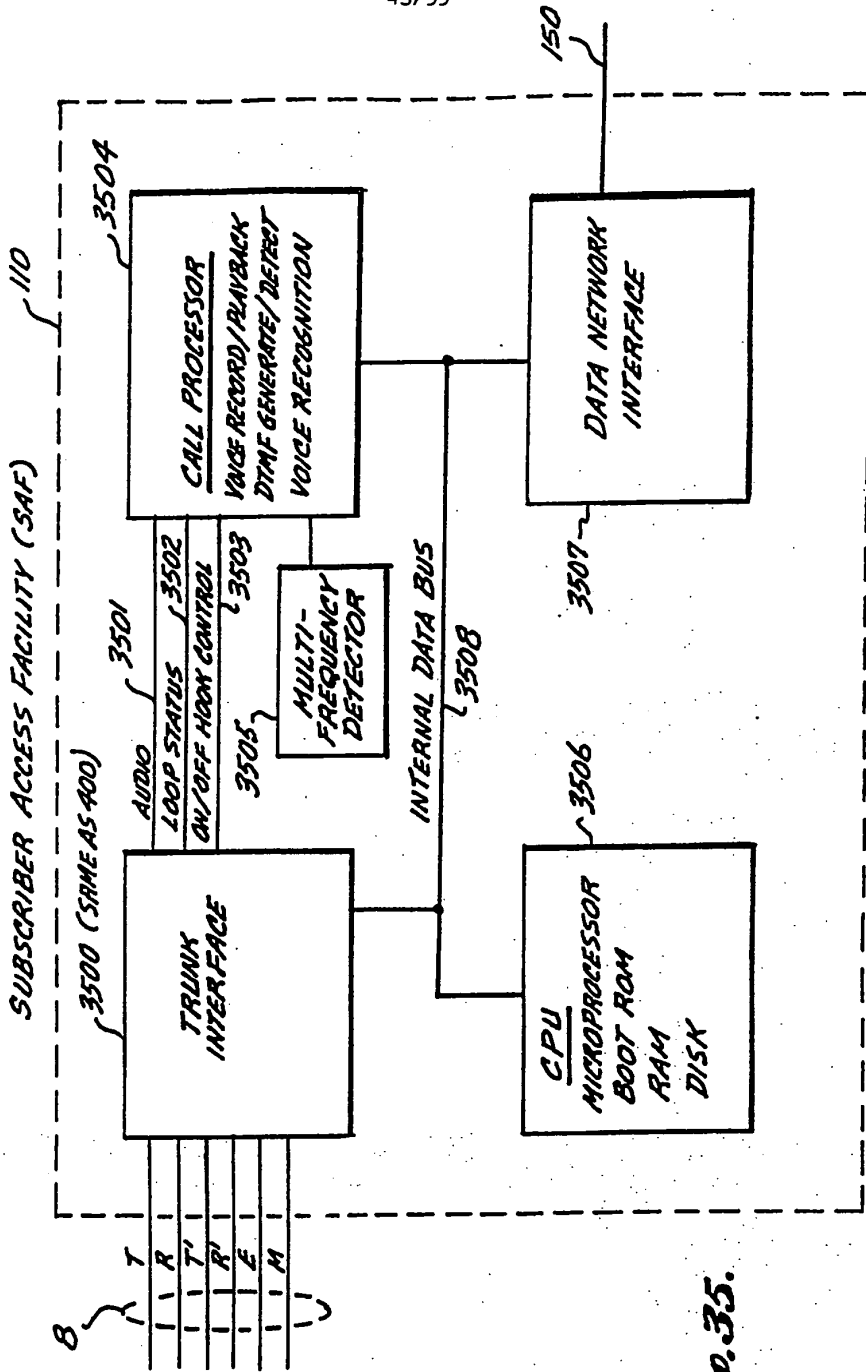 SUBSCRIBER ACCESS FACILITY (SAF)
110
3500 (SAME AS 400)
TRUNK
INTERFACE
T
R
T'
R'
E
M
B
AUDIO
3501
LOOP STATUS
3502
ON/OFF HOOK CONTROL
3503
3504
CALL PROCESSOR
VOICE RECORD/PLAYBACK
DTMF GENERATE/DETECT
VOICE RECOGNITION
3505
MULTI-
FREQUENCY
DETECTOR
INTERNAL DATA BUS
3508
3506
CPU
MICROPROCESSOR
BOOT ROM
RAM
DISK
3507
DATA NETWORK
INTERFACE
150
35.